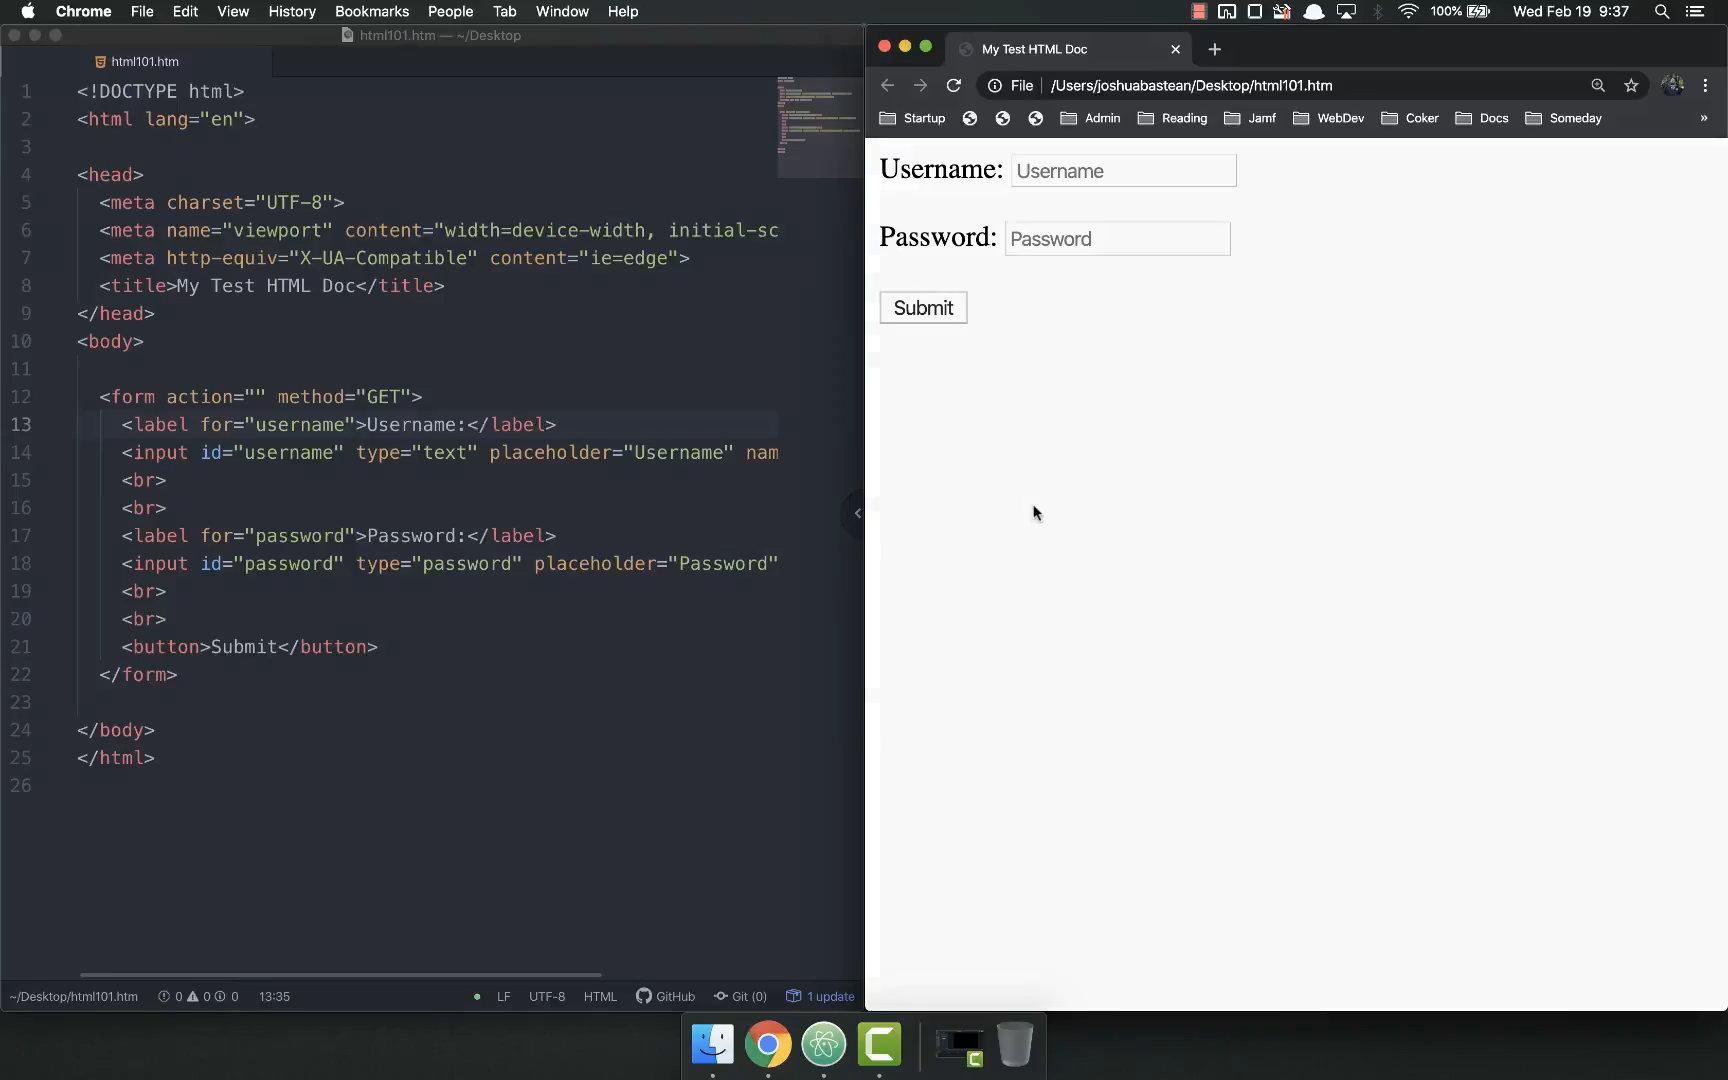 Chrome File Edit View History Bookmarks People Tab Window Help 100% Wed Feb 19 9:37
html101.htm — ~/Desktop
html101.htm
1 <!DOCTYPE html>
2 <html lang="en">
3
4 <head>
5 <meta charset="UTF-8">
6 <meta name="viewport" content="width=device-width, initial-sc
7 <meta http-equiv="X-UA-Compatible" content="ie=edge">
8 <title>My Test HTML Doc</title>
9 </head>
10 <body>
11
12 <form action="" method="GET">
13 <label for="username">Username:</label>
14 <input id="username" type="text" placeholder="Username" nam
15 <br>
16 <br>
17 <label for="password">Password:</label>
18 <input id="password" type="password" placeholder="Password"
19 <br>
20 <br>
21 <button>Submit</button>
22 </form>
23
24 </body>
25 </html>
26
~/Desktop/html101.htm 0 0 0 13:35 LF UTF-8 HTML GitHub Git (0) 1 update
My Test HTML Doc
File /Users/joshuabastean/Desktop/html101.htm
Startup Admin Reading Jamf WebDev Coker Docs Someday »
Username: Username
Password: Password
Submit